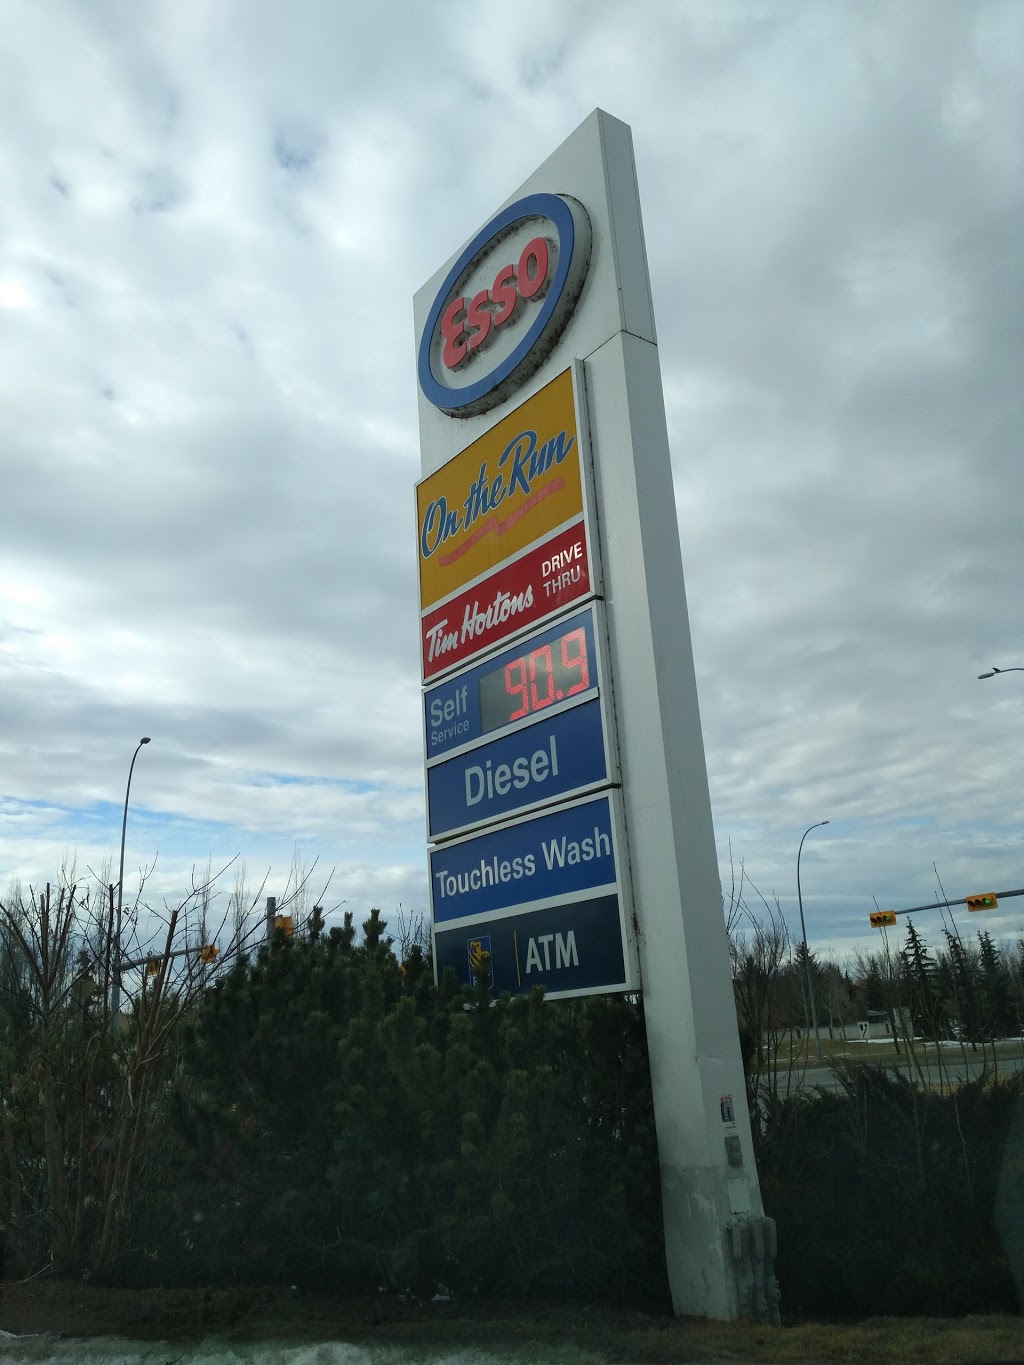 Esso
On the Run
Tim Hortons DRIVE THRU
Self Service 90.9
Diesel
Touchless Wash
ATM